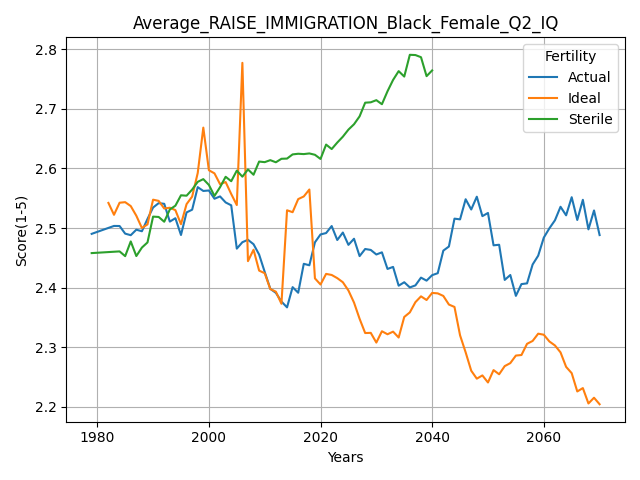 Average_RAISE_IMMIGRATION_Black_Female_Q2_IQ
Fertility
Actual
Ideal
Sterile
Score(1-5)
2.8
2.7
2.6
2.5
2.4
2.3
2.2
1980 2000 2020 2040 2060
Years